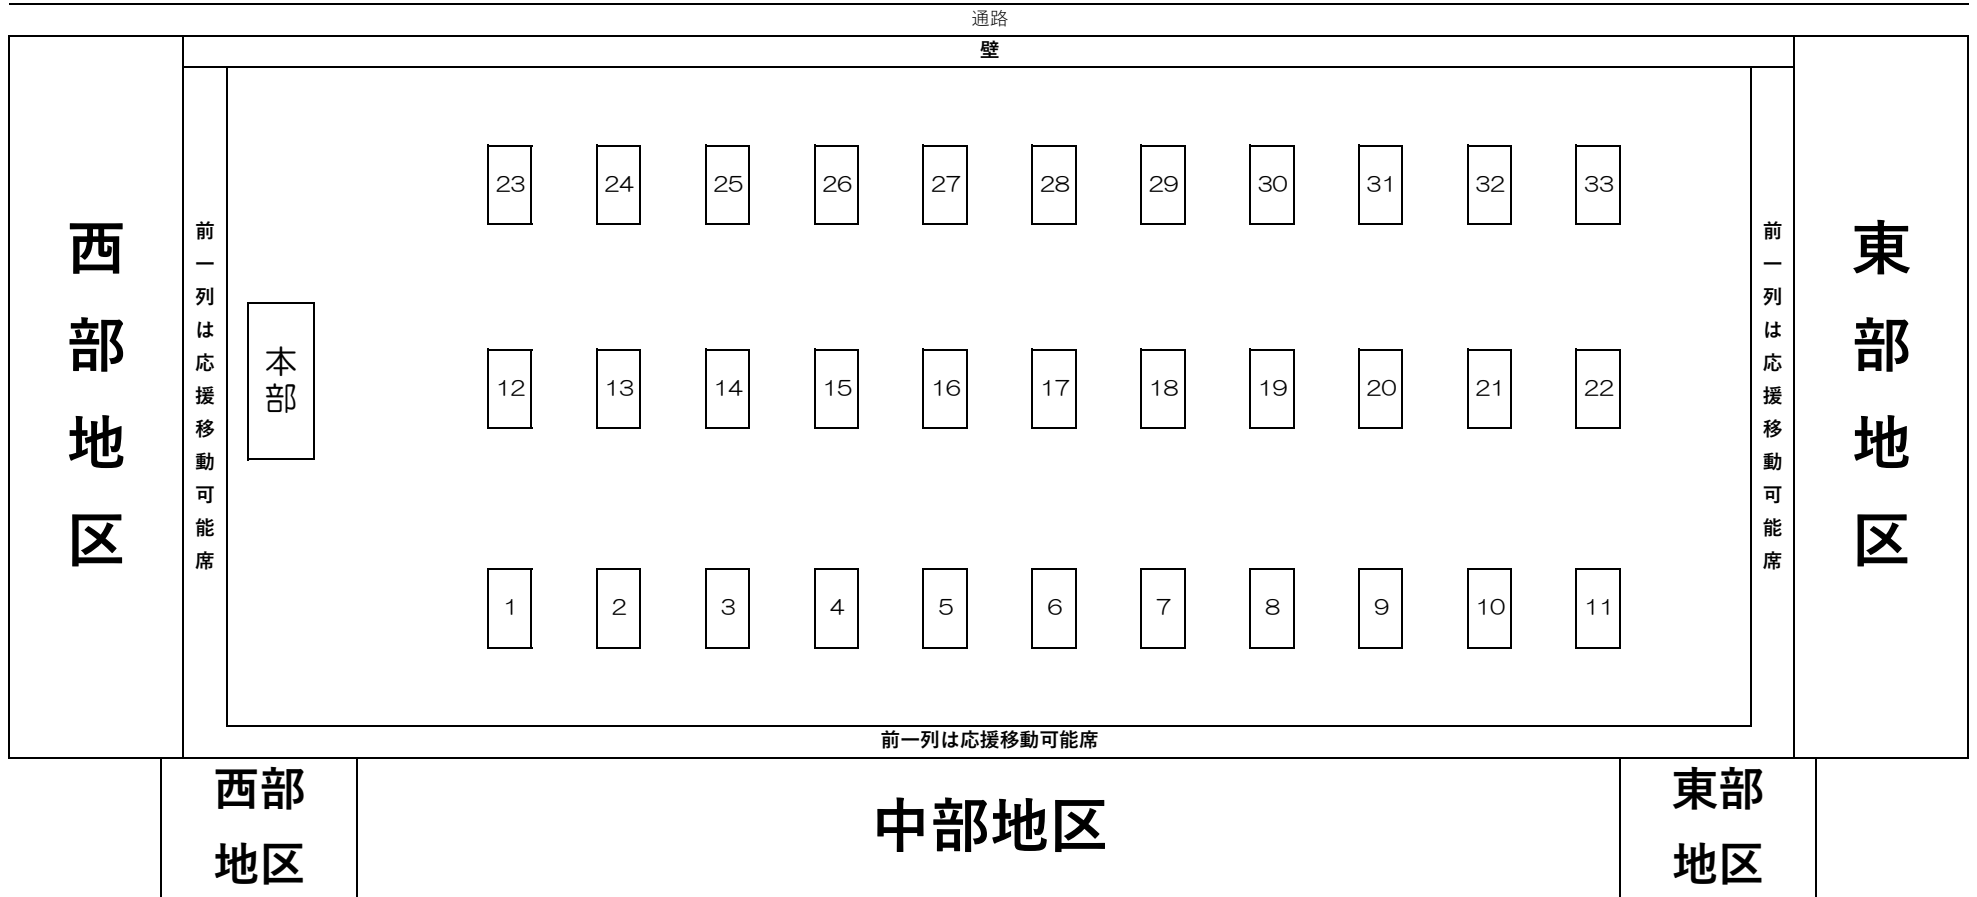 通路
壁
西部地区
前一列は応援移動可能席
本部
23 24 25 26 27 28 29 30 31 32 33
12 13 14 15 16 17 18 19 20 21 22
1 2 3 4 5 6 7 8 9 10 11
前一列は応援移動可能席
東部地区
前一列は応援移動可能席
西部
地区
中部地区
東部
地区